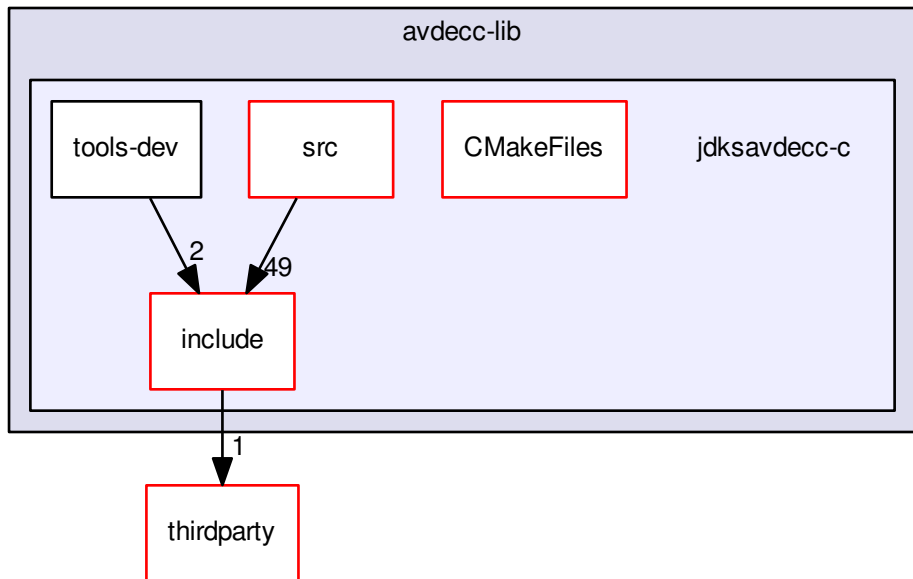 avdecc-lib
tools-dev
src
CMakeFiles
jdksavdecc-c
2
49
include
1
thirdparty